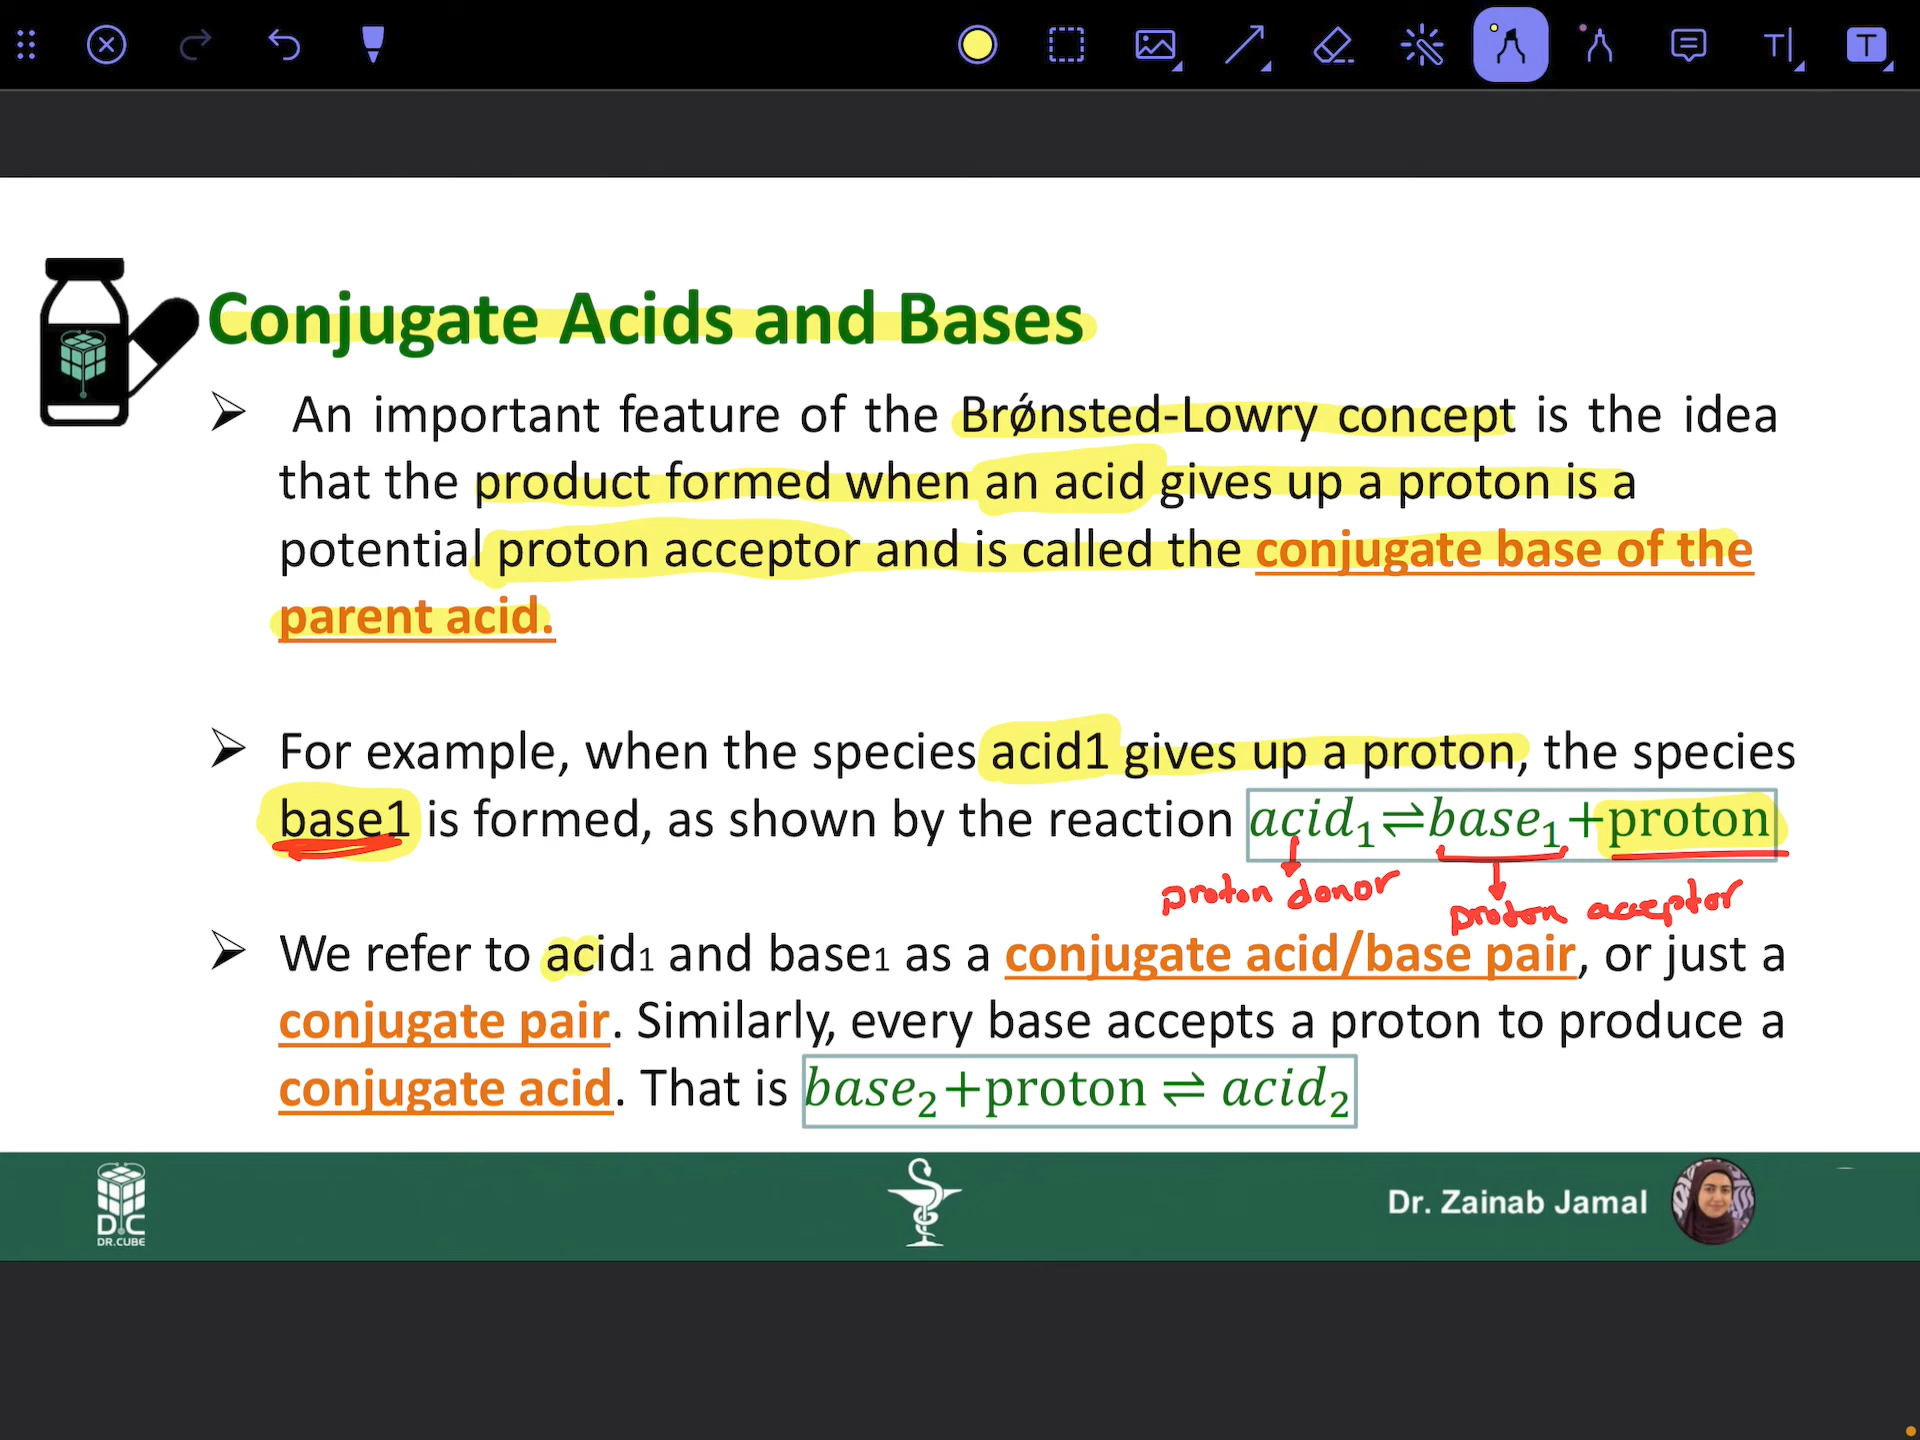 Conjugate Acids and Bases
➢ An important feature of the Brǿnsted-Lowry concept is the idea
that the product formed when an acid gives up a proton is a
potential proton acceptor and is called the conjugate base of the
parent acid.
➢ For example, when the species acid1 gives up a proton, the species
base1 is formed, as shown by the reaction acid₁⇌base₁+proton
proton donor
proton acceptor
➢ We refer to acid₁ and base₁ as a conjugate acid/base pair, or just a
conjugate pair. Similarly, every base accepts a proton to produce a
conjugate acid. That is base₂+proton ⇌ acid₂
D.C
DR.CUBE
Dr. Zainab Jamal